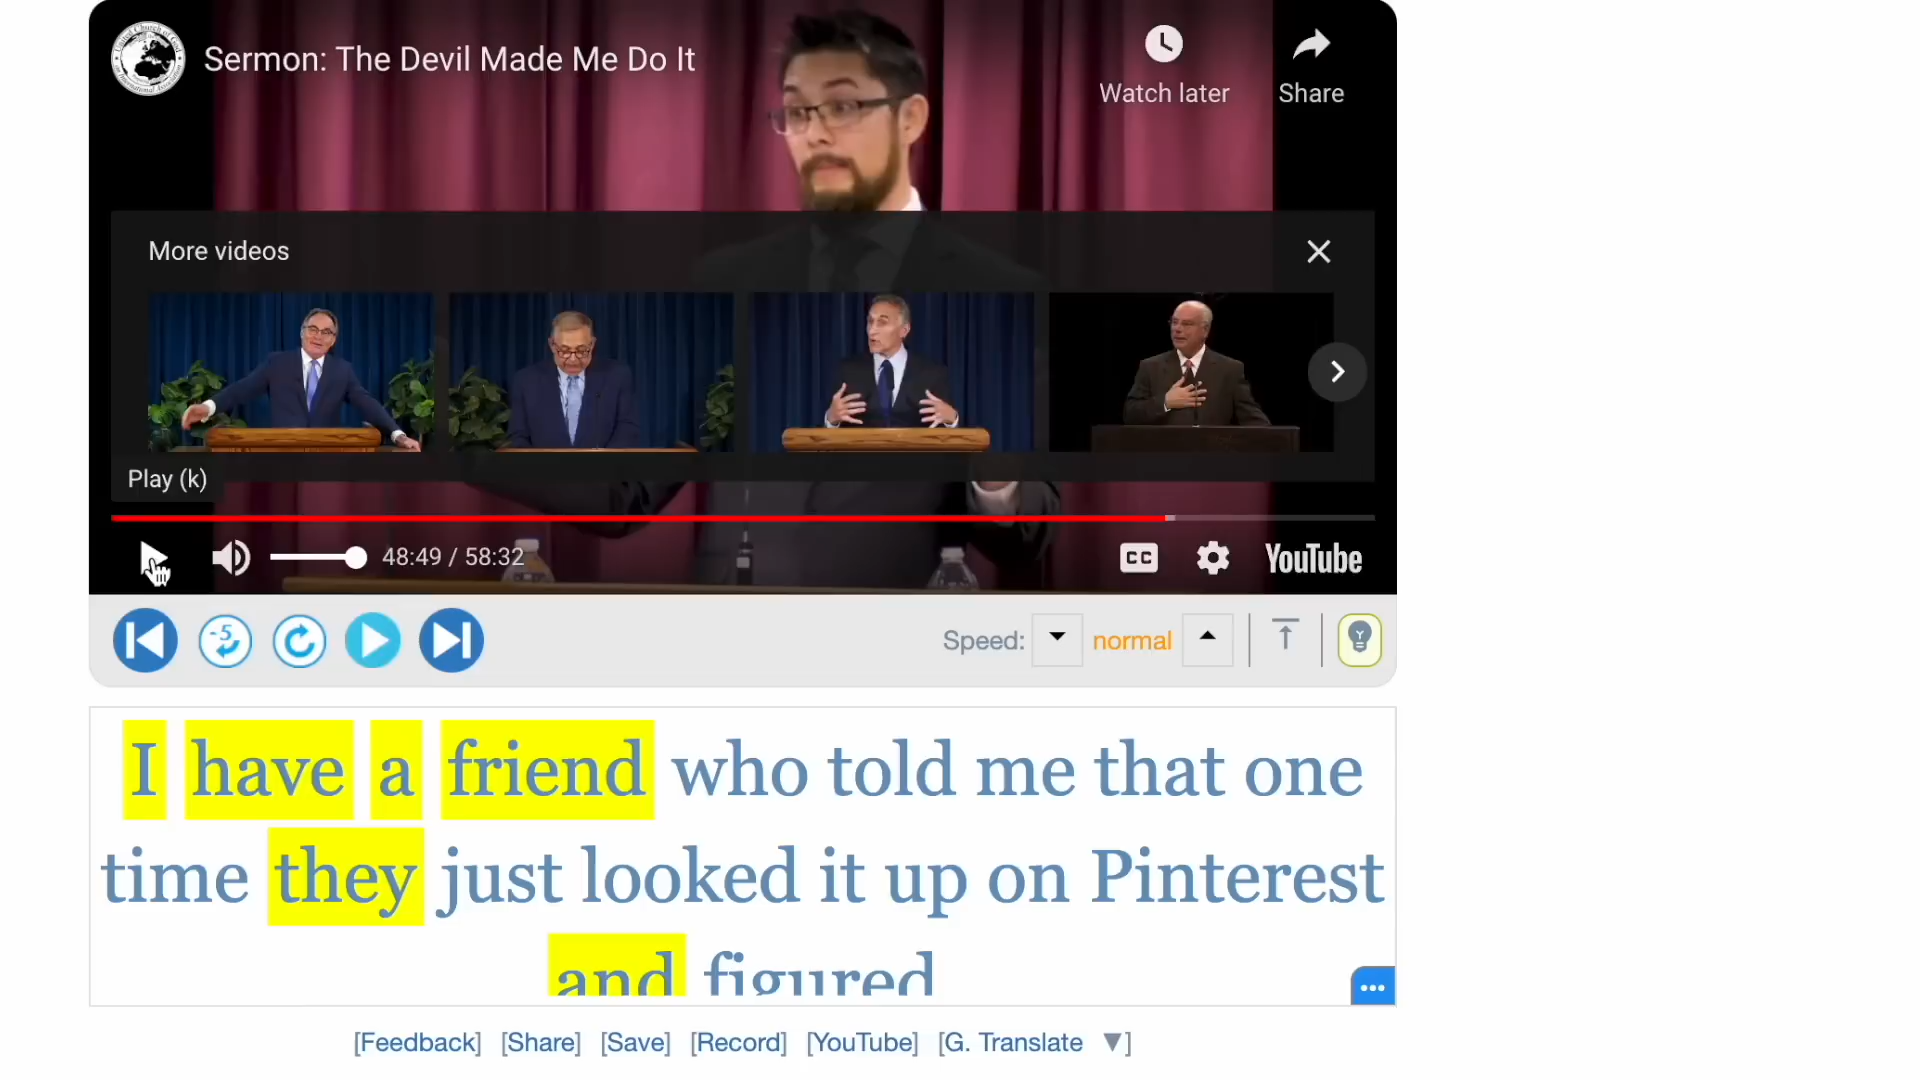 Sermon: The Devil Made Me Do It
Watch later
Share
More videos
Play (k)
48:49 / 58:32
CC
YouTube
-5
Speed:
normal
I have a friend who told me that one
time they just looked it up on Pinterest
and figured
[Feedback] [Share] [Save] [Record] [YouTube] [G. Translate ▼]